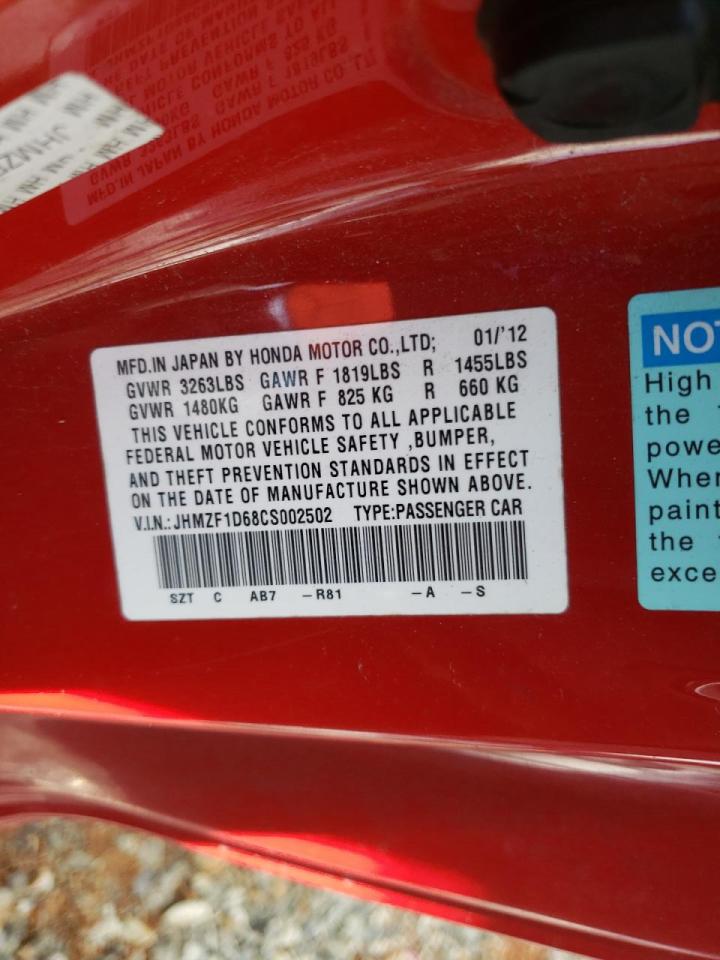 JHMZF
MFD.IN JAPAN BY HONDA MOTOR CO.,LTD; 01/'12
GVWR 3263LBS GAWR F 1819LBS R 1455LBS
GVWR 1480KG GAWR F 825 KG R 660 KG
THIS VEHICLE CONFORMS TO ALL APPLICABLE
FEDERAL MOTOR VEHICLE SAFETY ,BUMPER,
AND THEFT PREVENTION STANDARDS IN EFFECT
ON THE DATE OF MANUFACTURE SHOWN ABOVE.
V.I.N.:JHMZF1D68CS002502 TYPE:PASSENGER CAR
SZT C AB7 -R81 -A -S
High
the
powe
When
paint
the
exce